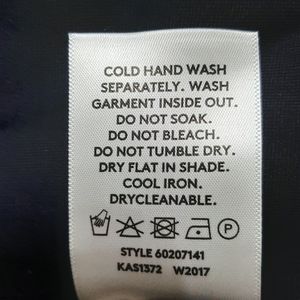 COLD HAND WASH
SEPARATELY. WASH
GARMENT INSIDE OUT.
DO NOT SOAK.
DO NOT BLEACH.
DO NOT TUMBLE DRY.
DRY FLAT IN SHADE.
COOL IRON.
DRYCLEANABLE.
P
STYLE 60207141
KAS1372 W2017